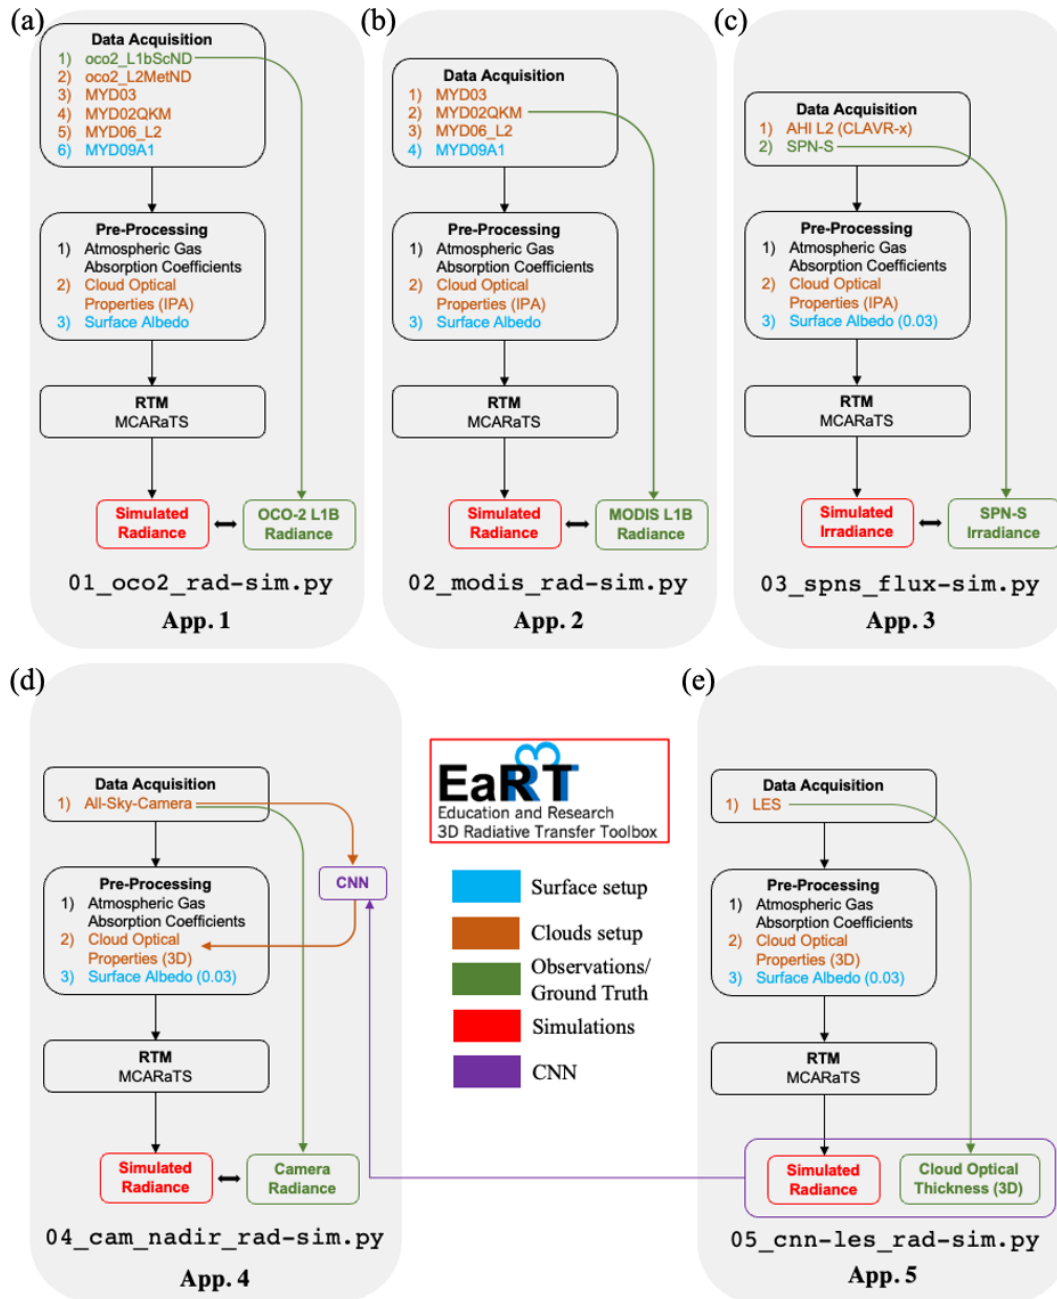 (a)
Data Acquisition
1) oco2_L1bScND
2) oco2_L2MetND
3) MYD03
4) MYD02QKM
5) MYD06_L2
6) MYD09A1
Pre-Processing
1) Atmospheric Gas
Absorption Coefficients
2) Cloud Optical
Properties (IPA)
3) Surface Albedo
RTM
MCARaTS
Simulated
Radiance
OCO-2 L1B
Radiance
01_oco2_rad-sim.py
App. 1
(b)
Data Acquisition
1) MYD03
2) MYD02QKM
3) MYD06_L2
4) MYD09A1
Pre-Processing
1) Atmospheric Gas
Absorption Coefficients
2) Cloud Optical
Properties (IPA)
3) Surface Albedo
RTM
MCARaTS
Simulated
Radiance
MODIS L1B
Radiance
02_modis_rad-sim.py
App. 2
(c)
Data Acquisition
1) AHI L2 (CLAVR-x)
2) SPN-S
Pre-Processing
1) Atmospheric Gas
Absorption Coefficients
2) Cloud Optical
Properties (IPA)
3) Surface Albedo (0.03)
RTM
MCARaTS
Simulated
Irradiance
SPN-S
Irradiance
03_spns_flux-sim.py
App. 3
(d)
Data Acquisition
1) All-Sky-Camera
CNN
Pre-Processing
1) Atmospheric Gas
Absorption Coefficients
2) Cloud Optical
Properties (3D)
3) Surface Albedo (0.03)
RTM
MCARaTS
Simulated
Radiance
Camera
Radiance
04_cam_nadir_rad-sim.py
App. 4
EaR3T
Education and Research
3D Radiative Transfer Toolbox
Surface setup
Clouds setup
Observations/
Ground Truth
Simulations
CNN
(e)
Data Acquisition
1) LES
Pre-Processing
1) Atmospheric Gas
Absorption Coefficients
2) Cloud Optical
Properties (3D)
3) Surface Albedo (0.03)
RTM
MCARaTS
Simulated
Radiance
Cloud Optical
Thickness (3D)
05_cnn-les_rad-sim.py
App. 5